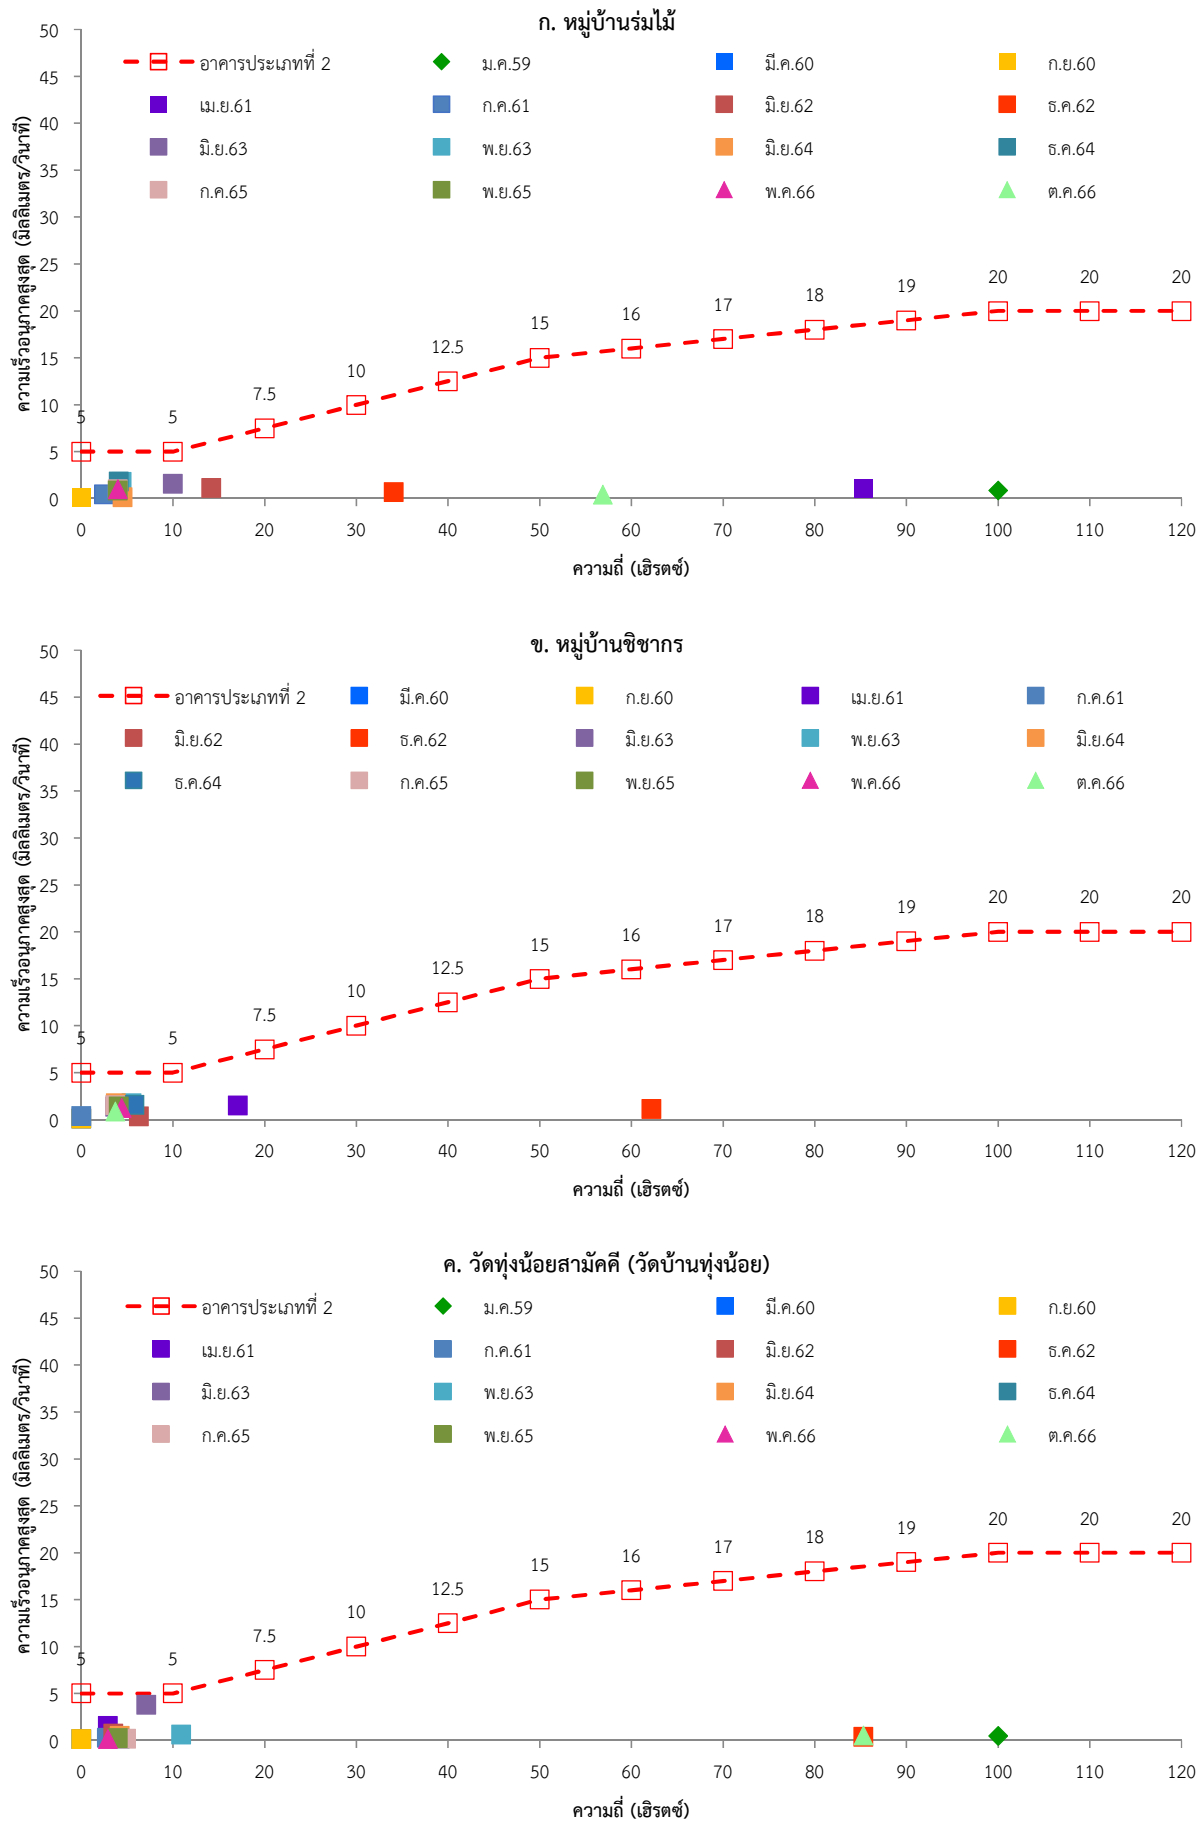 ก. หมู่บ้านร่มไม้
อาคารประเภทที่ 2 ม.ค.59 มี.ค.60 ก.ย.60
เม.ย.61 ก.ค.61 มิ.ย.62 ธ.ค.62
มิ.ย.63 พ.ย.63 มิ.ย.64 ธ.ค.64
ก.ค.65 พ.ย.65 พ.ค.66 ต.ค.66
ความเร็วอนุภาคสูงสุด (มิลลิเมตร/วินาที)
50
45
40
35
30
25
20
15
10
5
0
5 5 7.5 10 12.5 15 16 17 18 19 20 20 20
0 10 20 30 40 50 60 70 80 90 100 110 120
ความถี่ (เฮิรตซ์)
ข. หมู่บ้านชิชากร
อาคารประเภทที่ 2 มี.ค.60 ก.ย.60 เม.ย.61 ก.ค.61
มิ.ย.62 ธ.ค.62 มิ.ย.63 พ.ย.63 มิ.ย.64
ธ.ค.64 ก.ค.65 พ.ย.65 พ.ค.66 ต.ค.66
ความเร็วอนุภาคสูงสุด (มิลลิเมตร/วินาที)
50
45
40
35
30
25
20
15
10
5
0
5 5 7.5 10 12.5 15 16 17 18 19 20 20 20
0 10 20 30 40 50 60 70 80 90 100 110 120
ความถี่ (เฮิรตซ์)
ค. วัดทุ่งน้อยสามัคคี (วัดบ้านทุ่งน้อย)
อาคารประเภทที่ 2 ม.ค.59 มี.ค.60 ก.ย.60
เม.ย.61 ก.ค.61 มิ.ย.62 ธ.ค.62
มิ.ย.63 พ.ย.63 มิ.ย.64 ธ.ค.64
ก.ค.65 พ.ย.65 พ.ค.66 ต.ค.66
ความเร็วอนุภาคสูงสุด (มิลลิเมตร/วินาที)
50
45
40
35
30
25
20
15
10
5
0
5 5 7.5 10 12.5 15 16 17 18 19 20 20 20
0 10 20 30 40 50 60 70 80 90 100 110 120
ความถี่ (เฮิรตซ์)